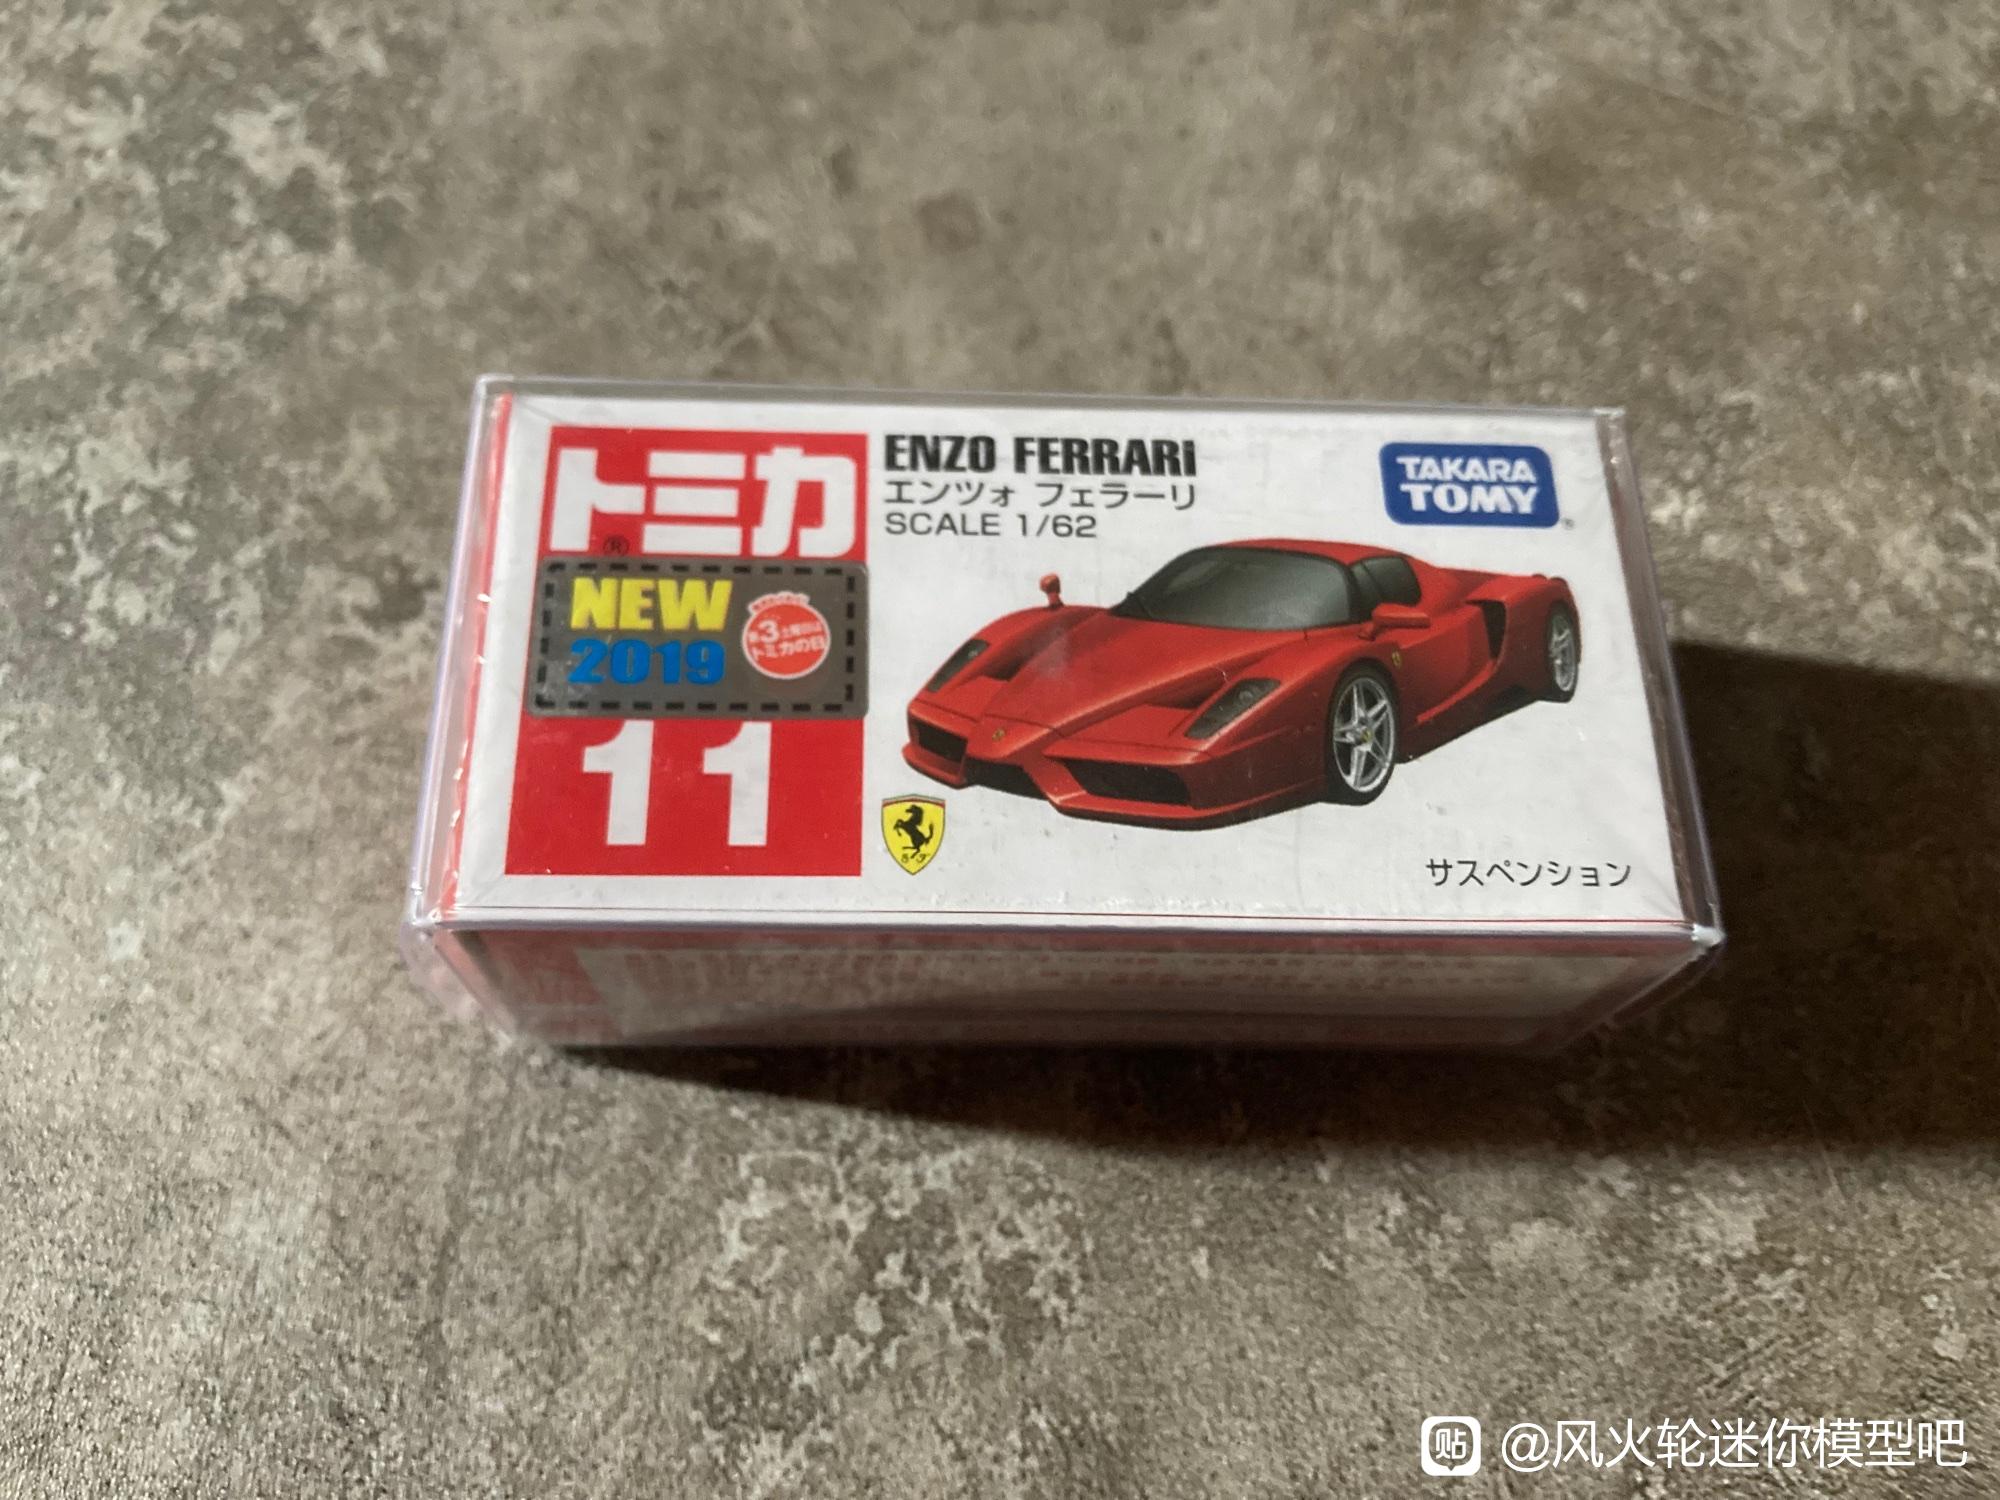 トミカ
®
NEW
2019
第3土曜日は
トミカの日
11
ENZO FERRARI
エンツォ フェラーリ
SCALE 1/62
TAKARA
TOMY
®
S F
サスペンション
贴 @风火轮迷你模型吧